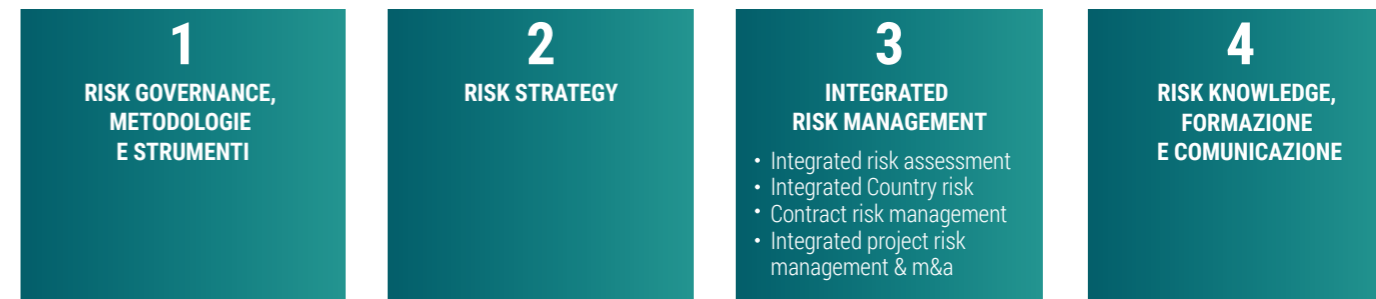 1
RISK GOVERNANCE,
METODOLOGIE
E STRUMENTI
2
RISK STRATEGY
3
INTEGRATED
RISK MANAGEMENT
• Integrated risk assessment
• Integrated Country risk
• Contract risk management
• Integrated project risk
management & m&a
4
RISK KNOWLEDGE,
FORMAZIONE
E COMUNICAZIONE